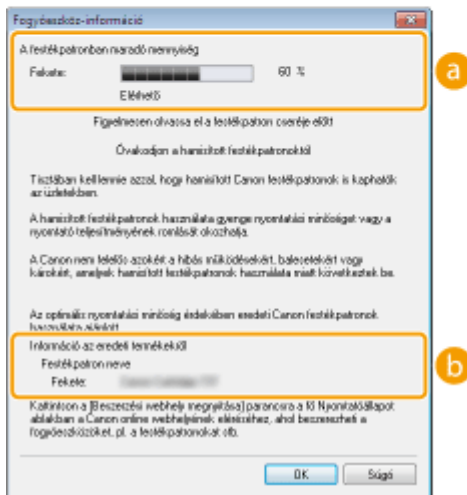 Fogyóeszköz-információ
A festékpatronban maradó mennyiség
Fekete: 60 %
Elérhető
a
Figyelmesen olvassa el a festékpatron cseréje előtt
Óvakodjon a hamisított festékpatronoktól
Tisztában kell lennie azzal, hogy hamisított Canon festékpatronok is kaphatók
az üzletekben.
A hamisított festékpatronok használata gyenge nyomtatási minőséget vagy a
nyomtató teljesítményének romlását okozhatja.
A Canon nem felelős azokért a hibás működésekért, balesetekért vagy
károkért, amelyek hamisított festékpatronok használata miatt következtek be.
Az optimális nyomtatási minőség érdekében eredeti Canon festékpatronok
használata ajánlott.
Információ az eredeti termékekről
Festékpatron neve
Fekete:
b
Kattintson a [Beszerzési webhely megnyitása] parancsra a fő Nyomtatóállapot
ablakban a Canon online webhelyének eléréséhez, ahol beszerezheti a
fogyóeszközöket, pl. a festékpatronokat stb.
OK Súgó